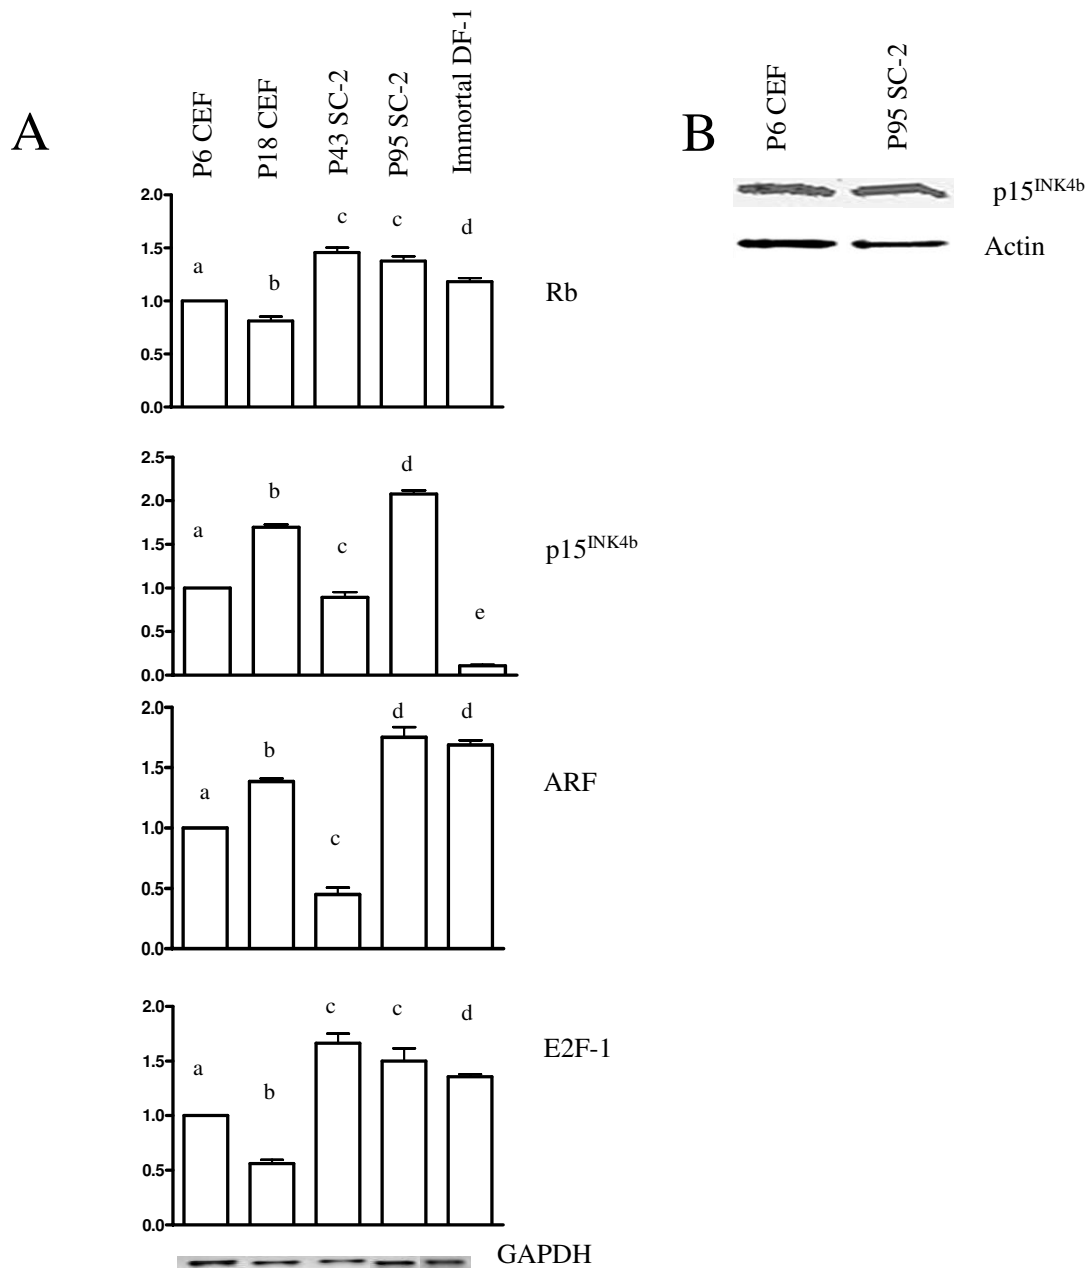 A
P6 CEF
P18 CEF
P43 SC-2
P95 SC-2
Immortal DF-1
2.0
1.5
1.0
0.5
0.0
a
b
c
c
d
Rb
2.5
2.0
1.5
1.0
0.5
0.0
a
b
c
d
e
p15INK4b
2.0
1.5
1.0
0.5
0.0
a
b
c
d
d
ARF
2.0
1.5
1.0
0.5
0.0
a
b
c
c
d
E2F-1
GAPDH
B
P6 CEF
P95 SC-2
p15INK4b
Actin